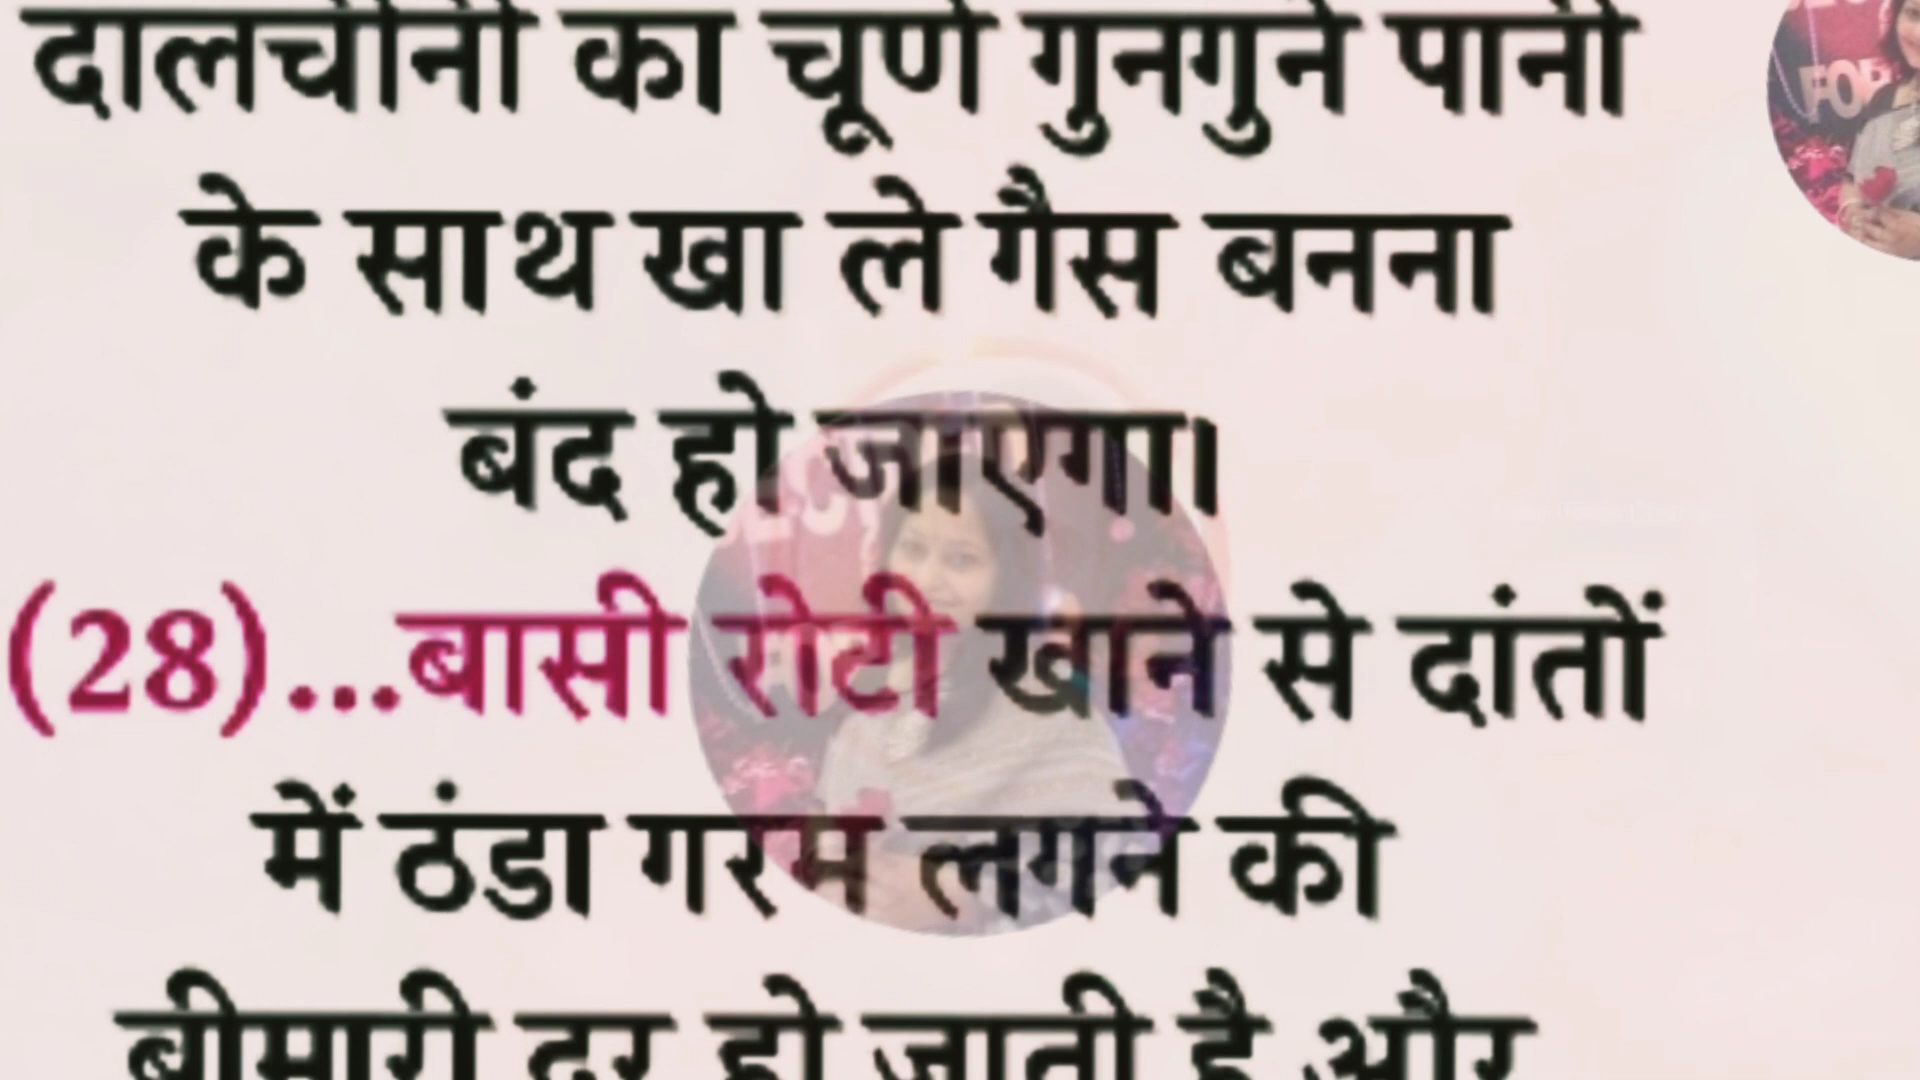 दालचीनी का चूर्ण गुनगुने पानी
के साथ खा ले गैस बनना
बंद हो जाएगा।
(28)...बासी रोटी खाने से दांतों
में ठंडा गरम लगने की
बीमारी दूर हो जाती है और